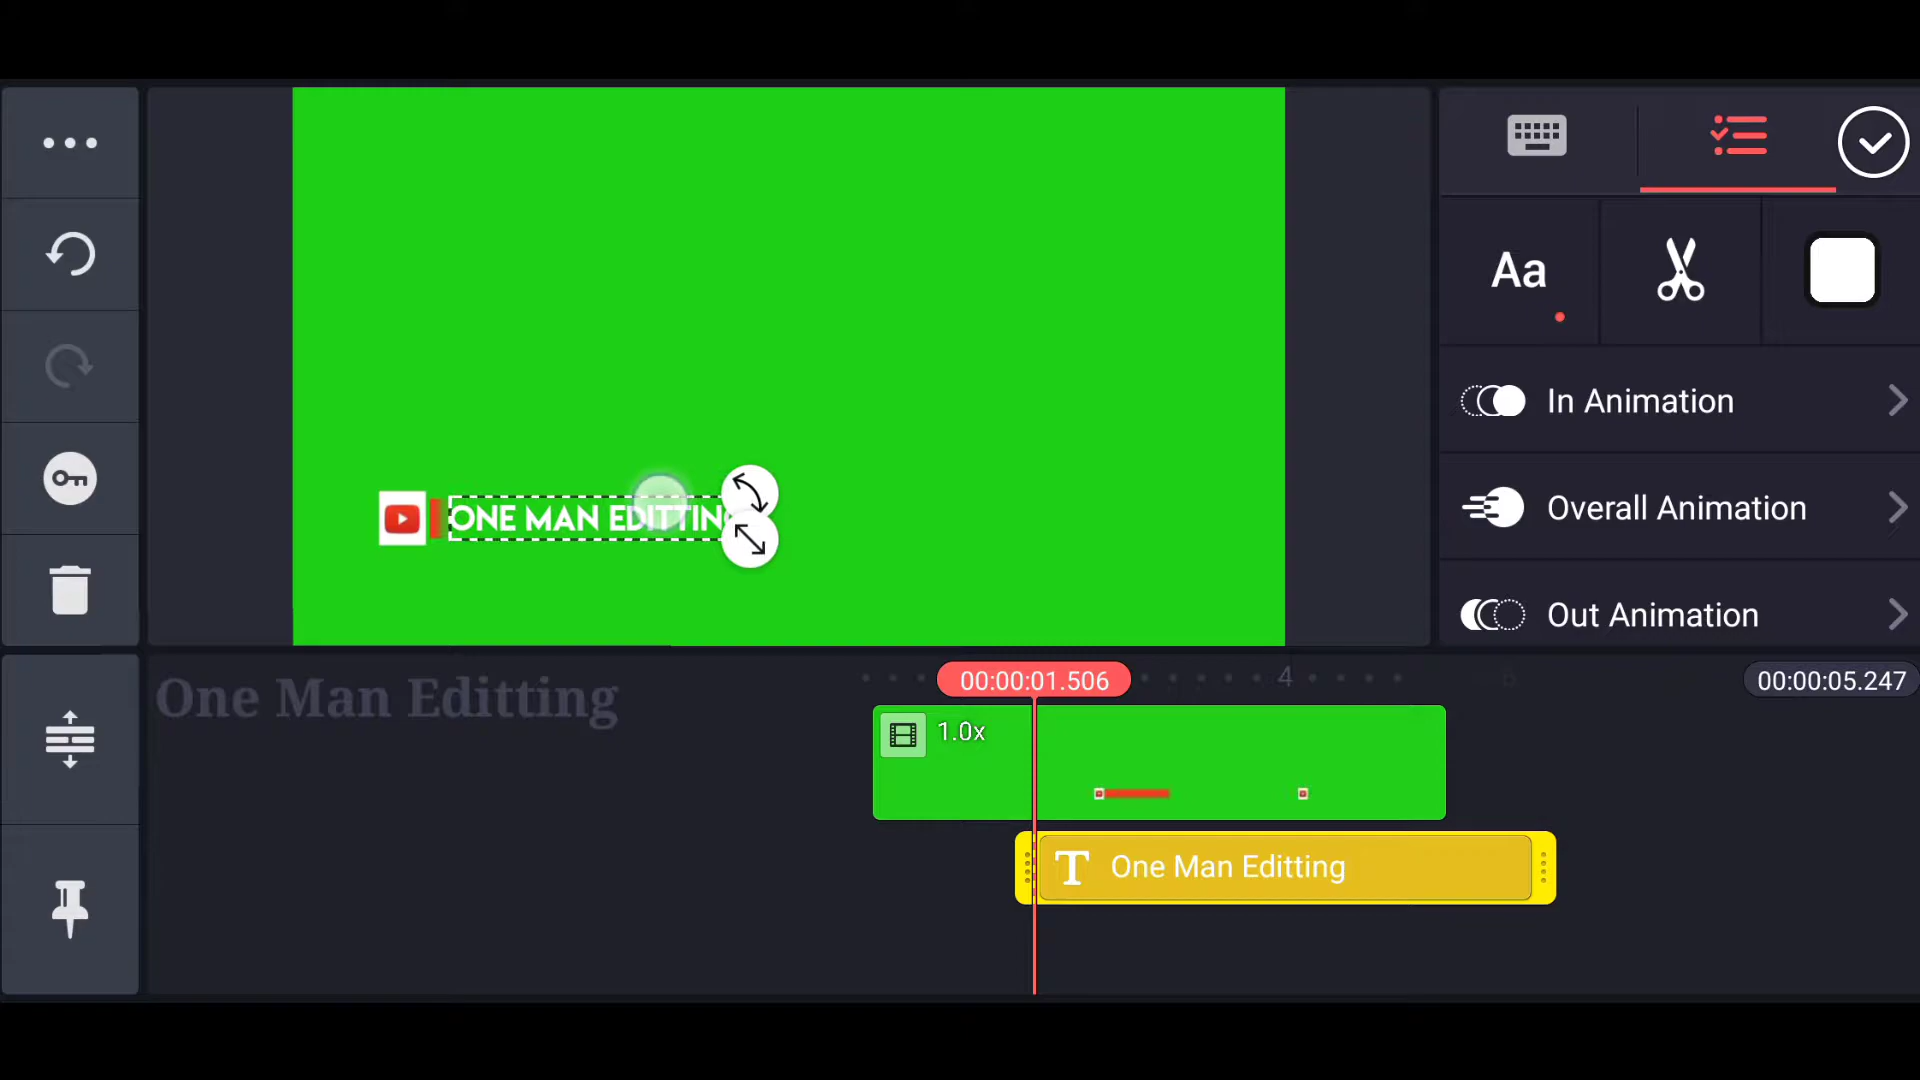 Aa
In Animation
Overall Animation
Out Animation
ONE MAN EDITTING
One Man Editting
00:00:01.506
4
00:00:05.247
1.0x
T One Man Editting